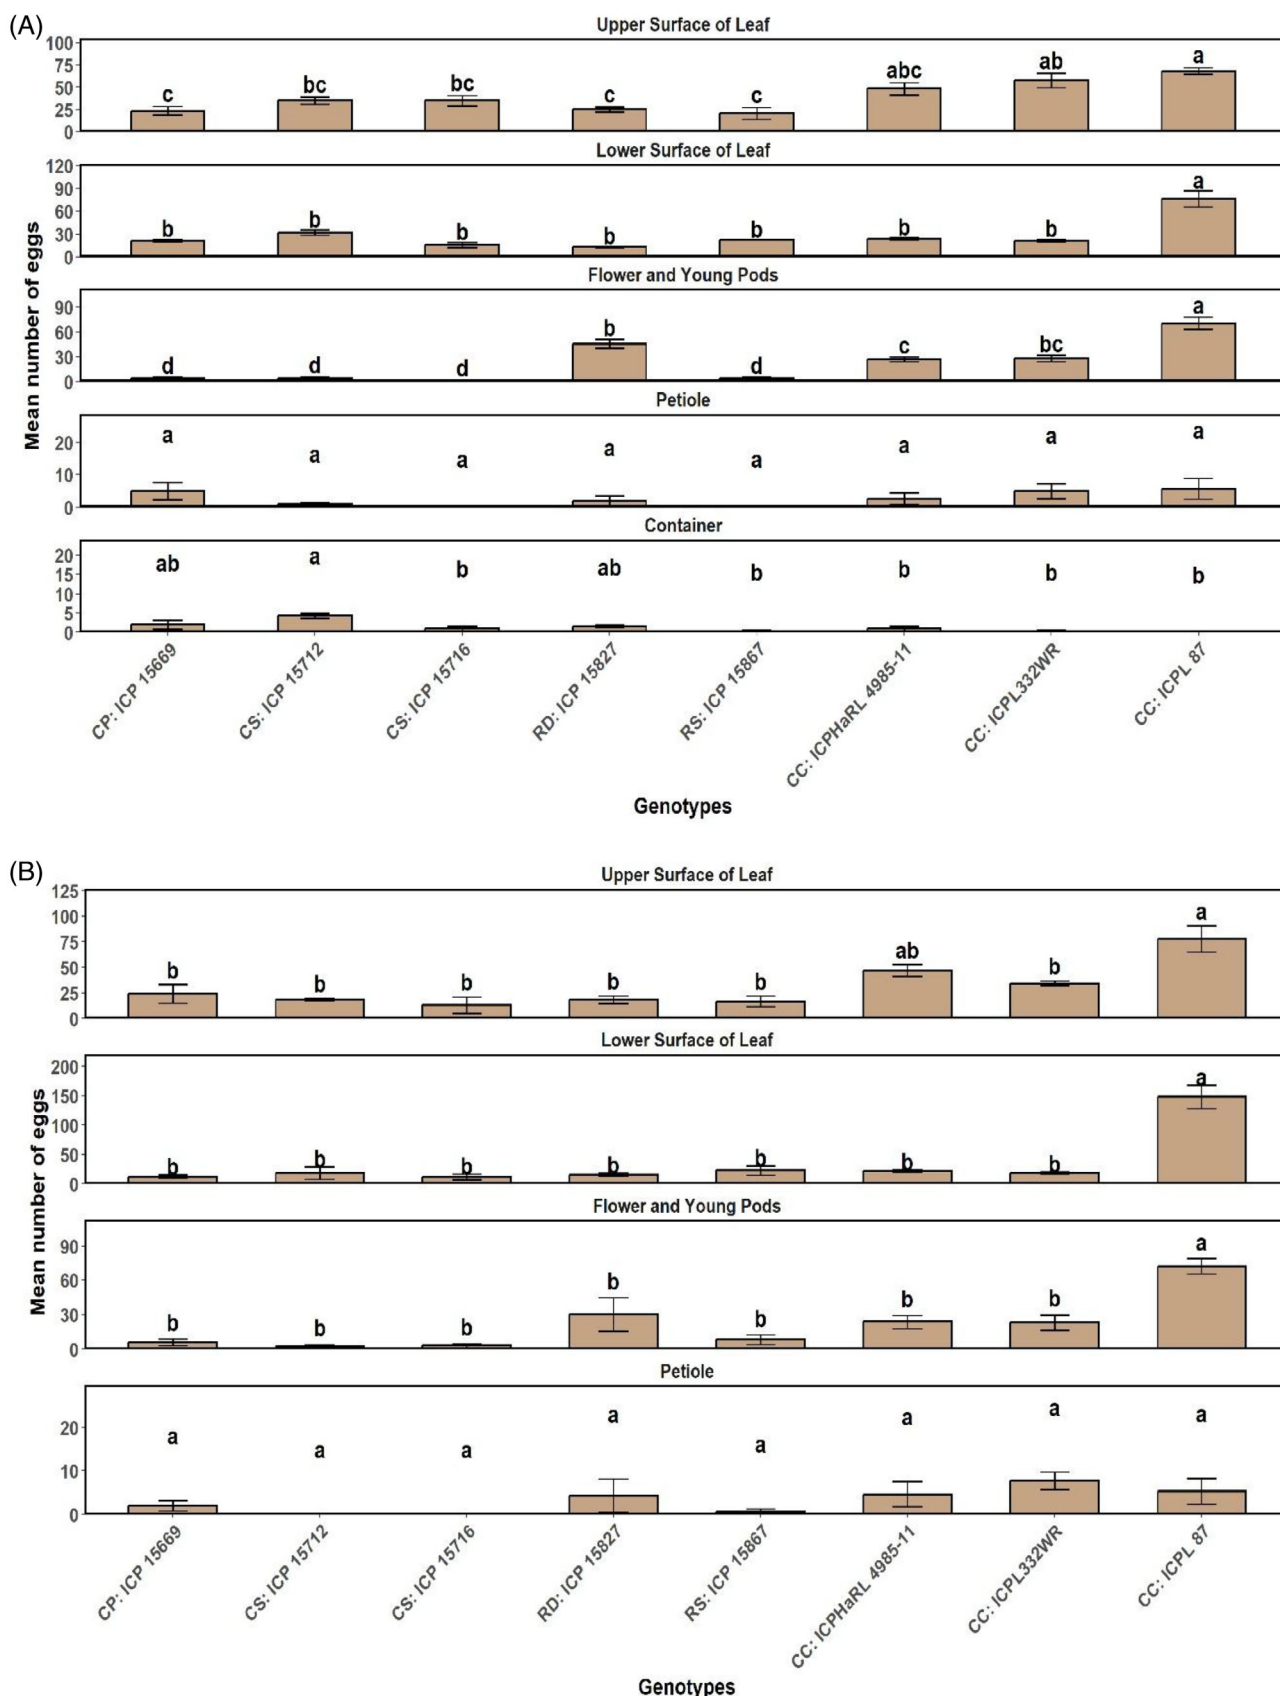 (A)
Upper Surface of Leaf
100
75
50
25
0
c bc bc c c abc ab a
Lower Surface of Leaf
120
90
60
30
0
b b b b b b b a
Flower and Young Pods
90
60
30
0
d d d b d c bc a
Petiole
20
10
0
a a a a a a a a
Container
20
15
10
5
0
ab a b ab b b b b
Mean number of eggs
CP: ICP 15669
CS: ICP 15712
CS: ICP 15716
RD: ICP 15827
RS: ICP 15867
CC: ICPHaRL 4985-11
CC: ICPL332WR
CC: ICPL 87
Genotypes
(B)
Upper Surface of Leaf
125
100
75
50
25
0
b b b b b ab b a
Lower Surface of Leaf
200
150
100
50
0
b b b b b b b a
Flower and Young Pods
90
60
30
0
b b b b b b b a
Petiole
20
10
0
a a a a a a a a
Mean number of eggs
CP: ICP 15669
CS: ICP 15712
CS: ICP 15716
RD: ICP 15827
RS: ICP 15867
CC: ICPHaRL 4985-11
CC: ICPL332WR
CC: ICPL 87
Genotypes